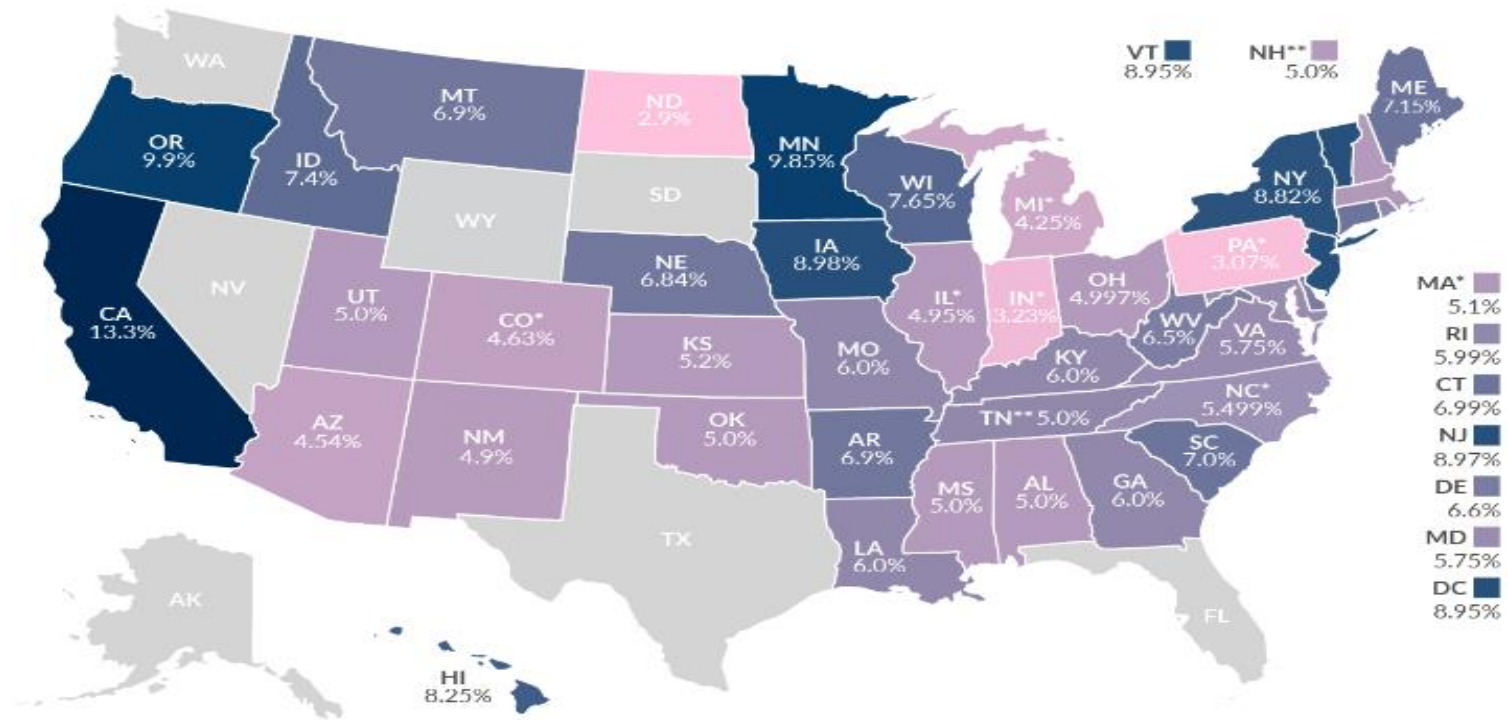 VT
8.95%
NH**
5.0%
WA
MT
6.9%
ND
2.9%
ME
7.15%
OR
9.9%
ID
7.4%
MN
9.85%
WI
7.65%
NY
8.82%
SD
WY
MI*
4.25%
IA
8.98%
NE
6.84%
PA*
3.07%
NV
UT
5.0%
CO*
4.63%
IL*
4.95%
IN*
3.23%
OH
4.997%
CA
13.3%
KS
5.2%
MO
6.0%
KY
6.0%
WV
6.5%
VA
5.75%
NC*
5.499%
AZ
4.54%
NM
4.9%
OK
5.0%
AR
6.9%
TN** 5.0%
SC
7.0%
MS
5.0%
AL
5.0%
GA
6.0%
TX
LA
6.0%
AK
FL
HI
8.25%
MA*
5.1%
RI
5.99%
CT
6.99%
NJ
8.97%
DE
6.6%
MD
5.75%
DC
8.95%